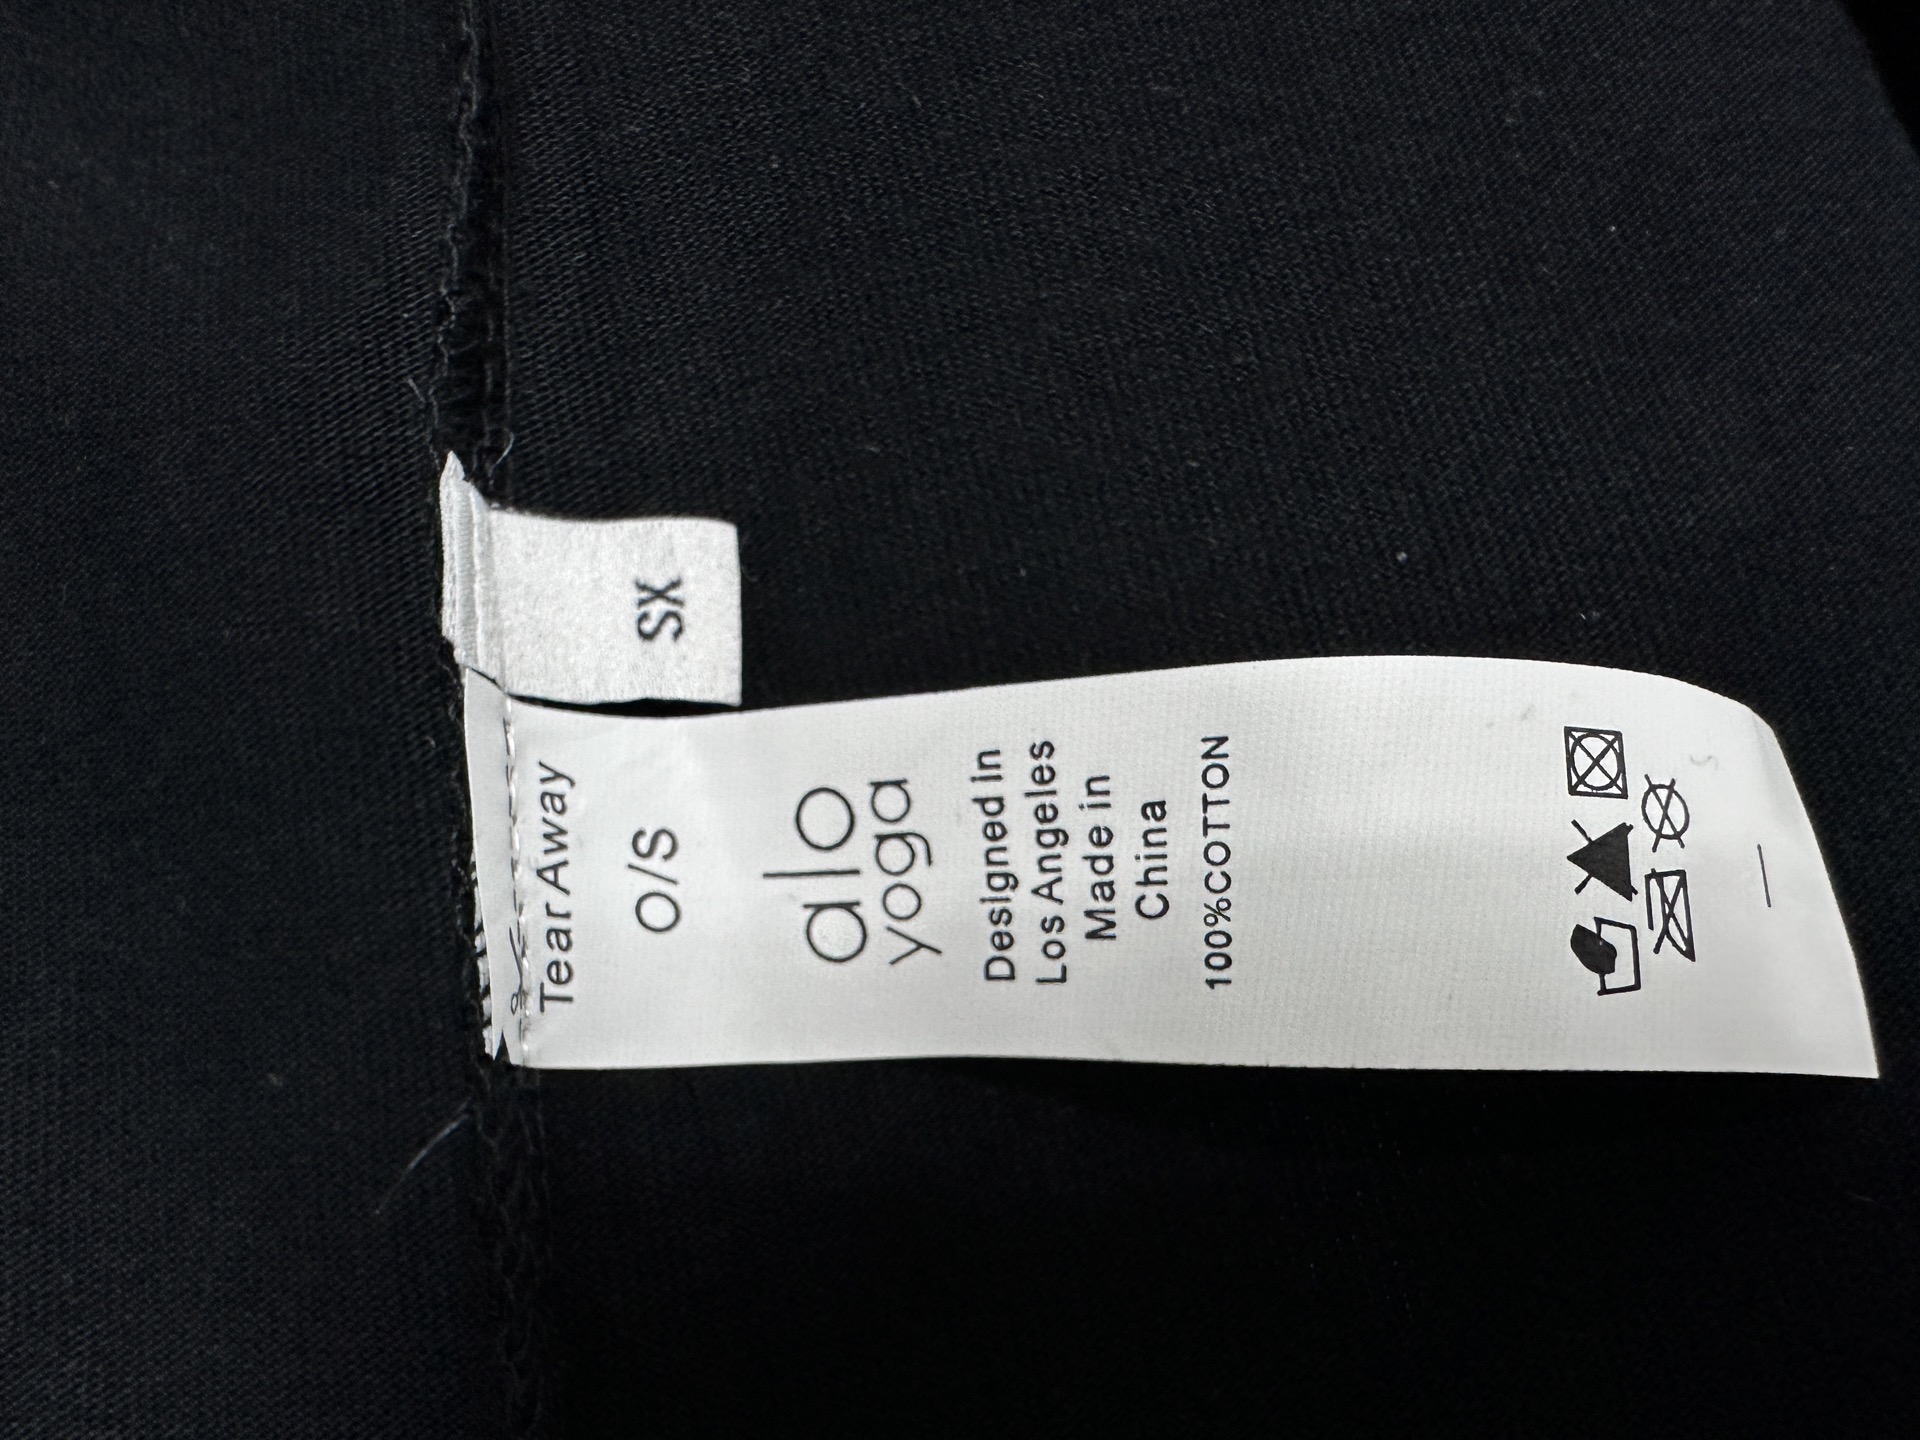 XS
Tear Away
O/S
alo
yoga
Designed in
Los Angeles
Made in
China
100%COTTON